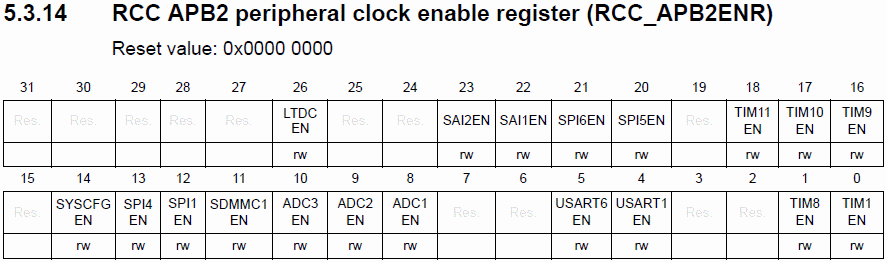 5.3.14 RCC APB2 peripheral clock enable register (RCC_APB2ENR)
Reset value: 0x0000 0000
31 30 29 28 27 26 25 24 23 22 21 20 19 18 17 16
Res. Res. Res. Res. Res. LTDC EN Res. Res. SAI2EN SAI1EN SPI6EN SPI5EN Res. TIM11 EN TIM10 EN TIM9 EN
rw rw rw rw rw rw rw rw
15 14 13 12 11 10 9 8 7 6 5 4 3 2 1 0
Res. SYSCFG EN SPI4 EN SPI1 EN SDMMC1 EN ADC3 EN ADC2 EN ADC1 EN Res. Res. USART6 EN USART1 EN Res. Res. TIM8 EN TIM1 EN
rw rw rw rw rw rw rw rw rw rw rw